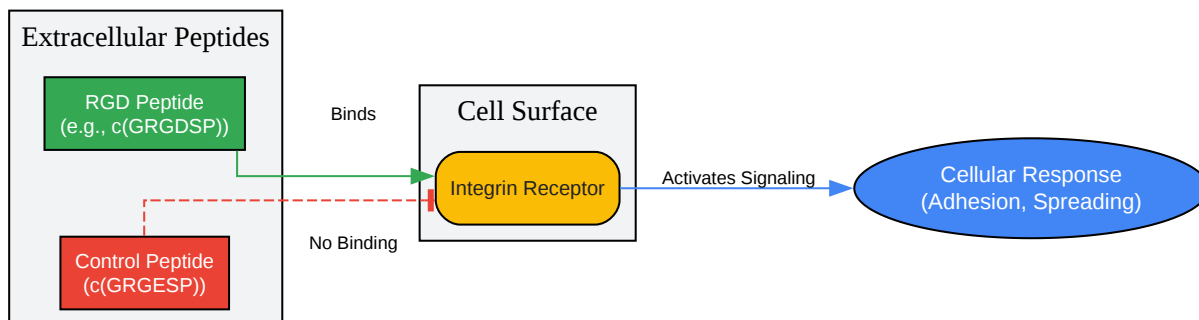 Extracellular Peptides
RGD Peptide
(e.g., c(GRGDSP))
Control Peptide
(c(GRGESP))
Binds
No Binding
Cell Surface
Integrin Receptor
Activates Signaling
Cellular Response
(Adhesion, Spreading)